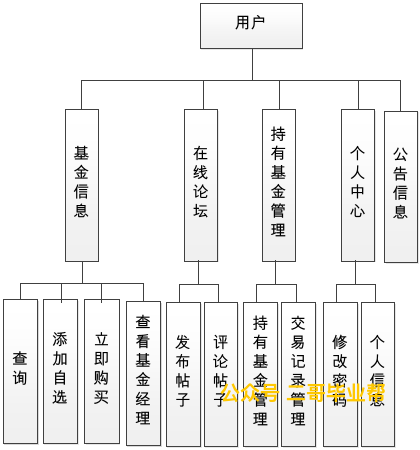 用户
基金信息
在线论坛
持有基金管理
个人中心
公告信息
查询
添加自选
立即购买
查看基金经理
发布帖子
评论帖子
持有基金管理
交易记录管理
修改密码
个人信息
公众号 二哥毕业帮